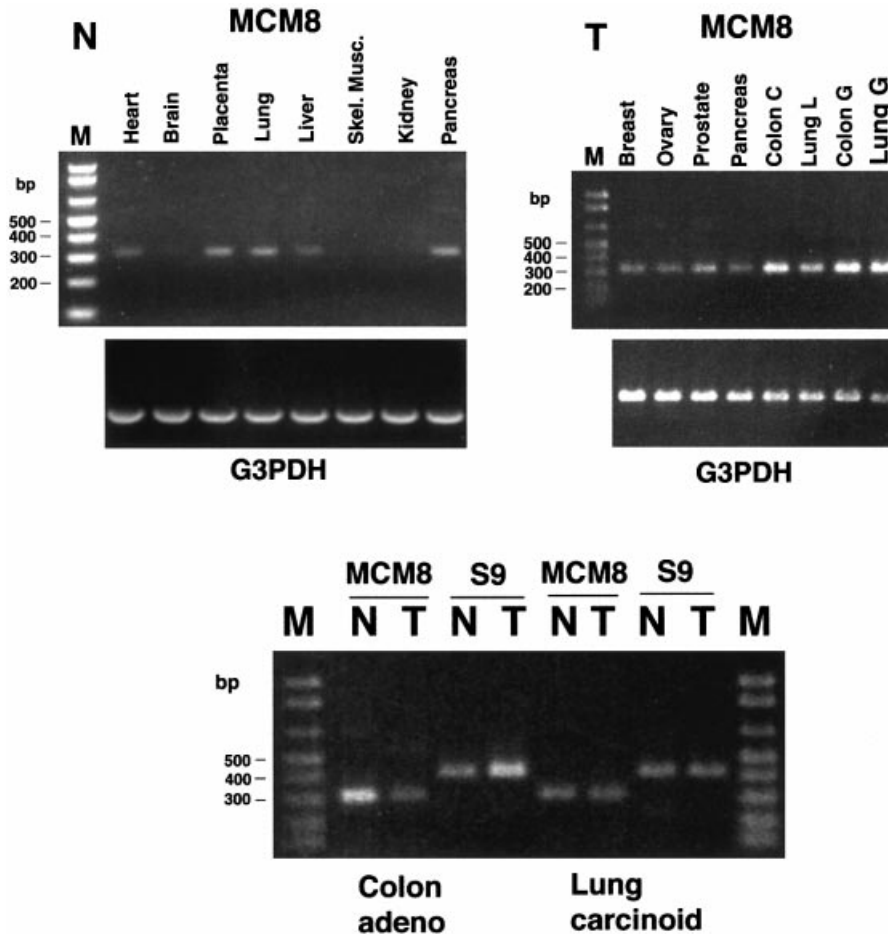 N
MCM8
M
Heart
Brain
Placenta
Lung
Liver
Skel. Musc.
Kidney
Pancreas
bp
500
400
300
200
G3PDH
T
MCM8
M
Breast
Ovary
Prostate
Pancreas
Colon C
Lung L
Colon G
Lung G
bp
500
400
300
200
G3PDH
MCM8 S9 MCM8 S9
M N T N T N T N T M
bp
500
400
300
Colon Lung
adeno carcinoid